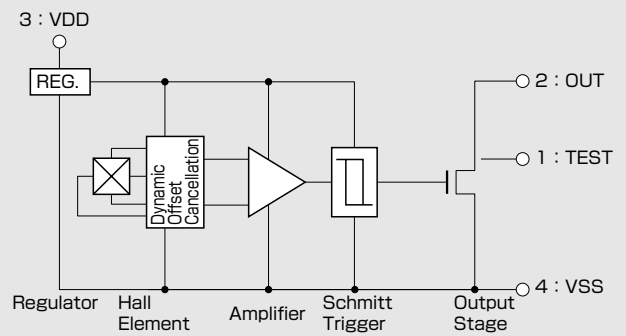 3：VDD
REG.
2：OUT
1：TEST
Dynamic
Offset
Cancellation
4：VSS
Regulator
Hall
Element
Amplifier
Schmitt
Trigger
Output
Stage